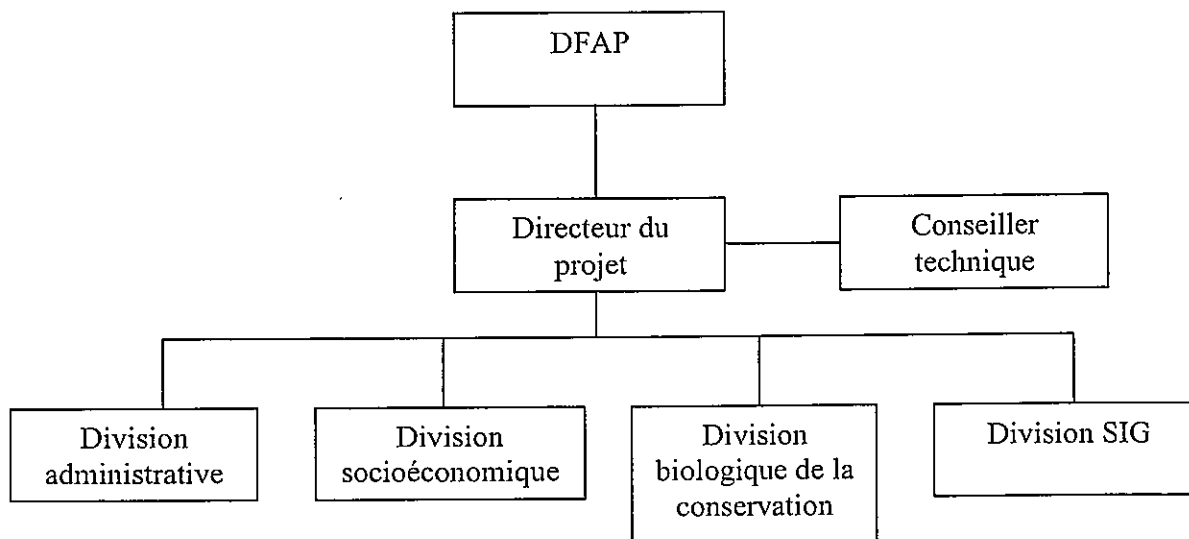 DFAP
Directeur du
projet
Conseiller
technique
Division
administrative
Division
socioéconomique
Division
biologique de la
conservation
Division SIG